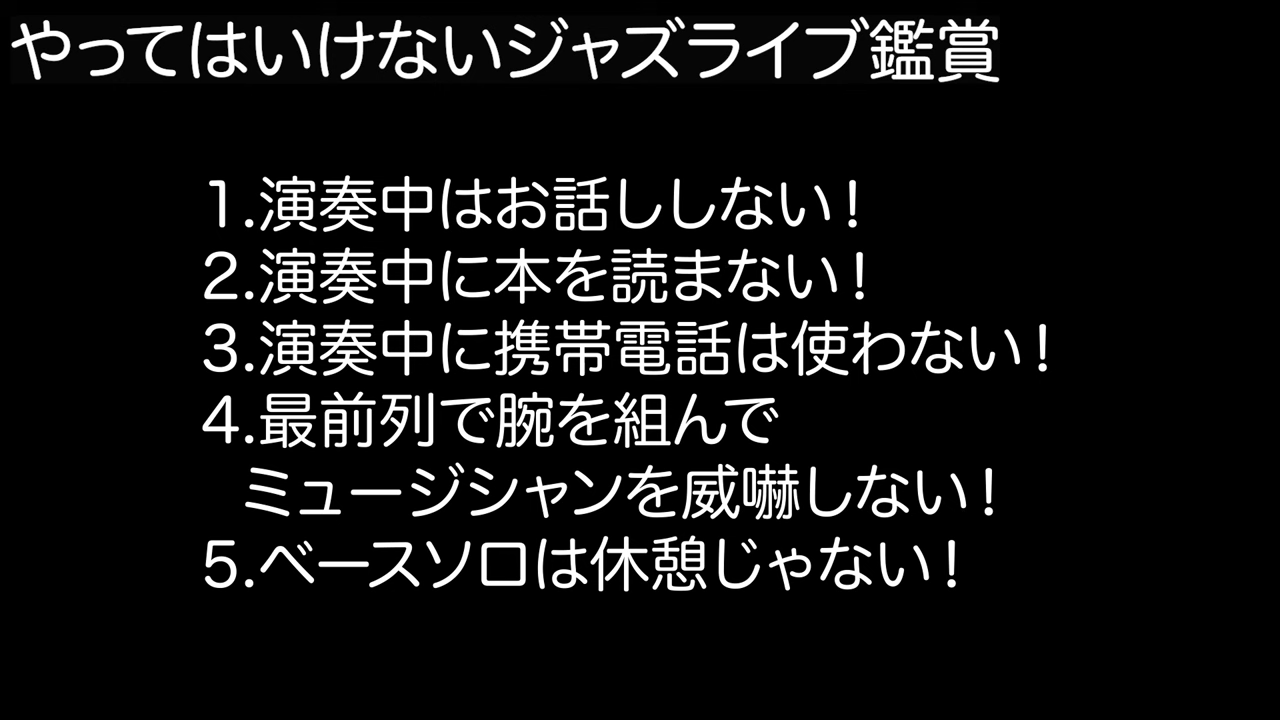 やってはいけないジャズライブ鑑賞
1.演奏中はお話ししない!
2.演奏中に本を読まない!
3.演奏中に携帯電話は使わない!
4.最前列で腕を組んで
ミュージシャンを威嚇しない!
5.ベースソロは休憩じゃない!